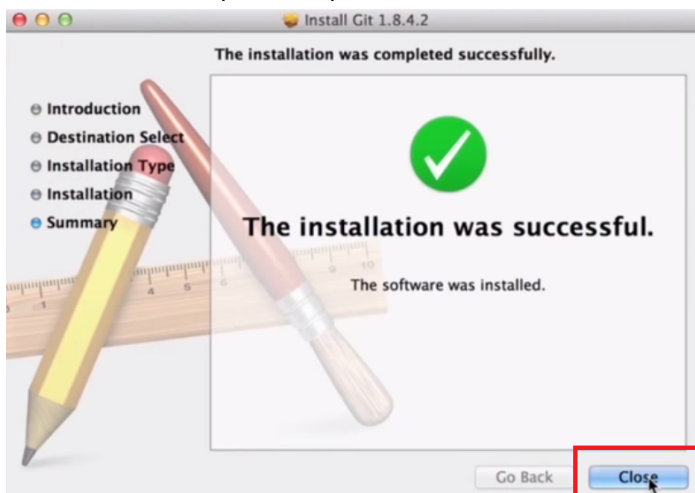 Install Git 1.8.4.2
The installation was completed successfully.
Introduction
Destination Select
Installation Type
Installation
Summary
The installation was successful.
The software was installed.
Go Back
Close